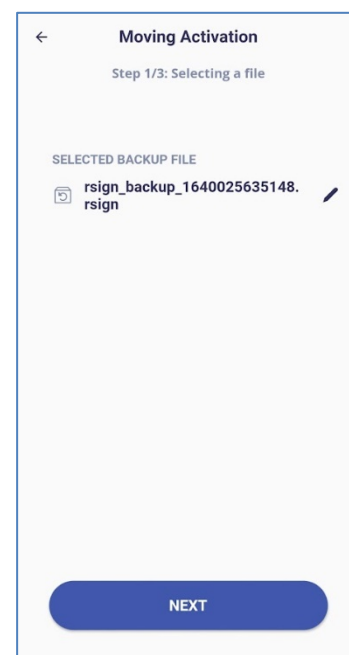 Moving Activation
Step 1/3: Selecting a file
SELECTED BACKUP FILE
rsign_backup_1640025635148.
rsign
NEXT